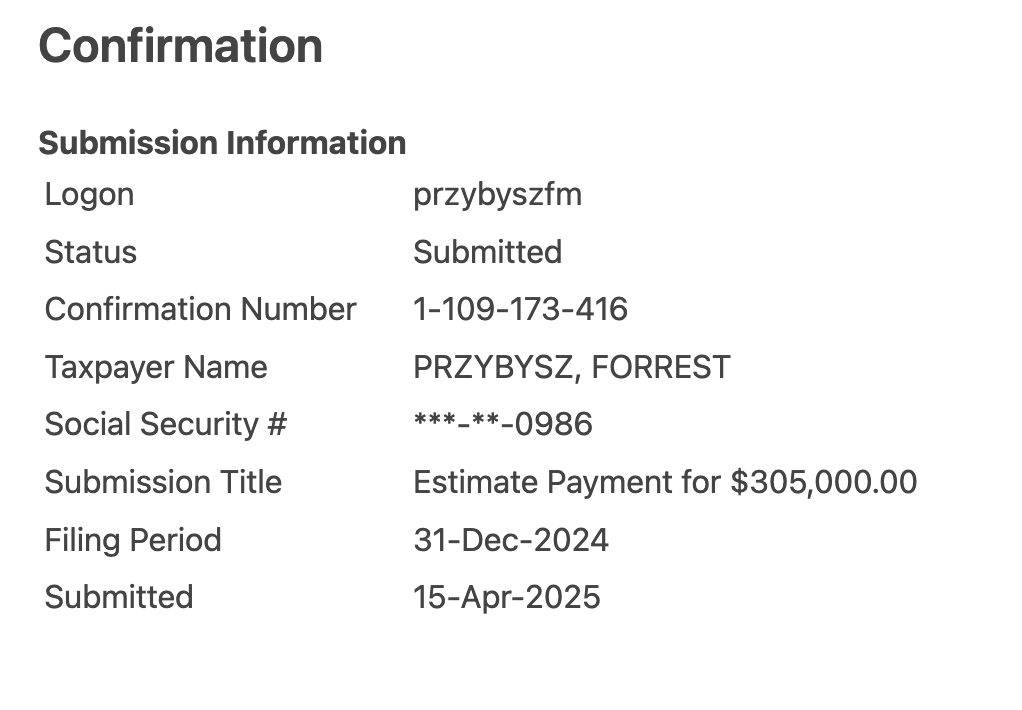 Confirmation
Submission Information
Logon przybyszfm
Status Submitted
Confirmation Number 1-109-173-416
Taxpayer Name PRZYBYSZ, FORREST
Social Security # ***-**-0986
Submission Title Estimate Payment for $305,000.00
Filing Period 31-Dec-2024
Submitted 15-Apr-2025